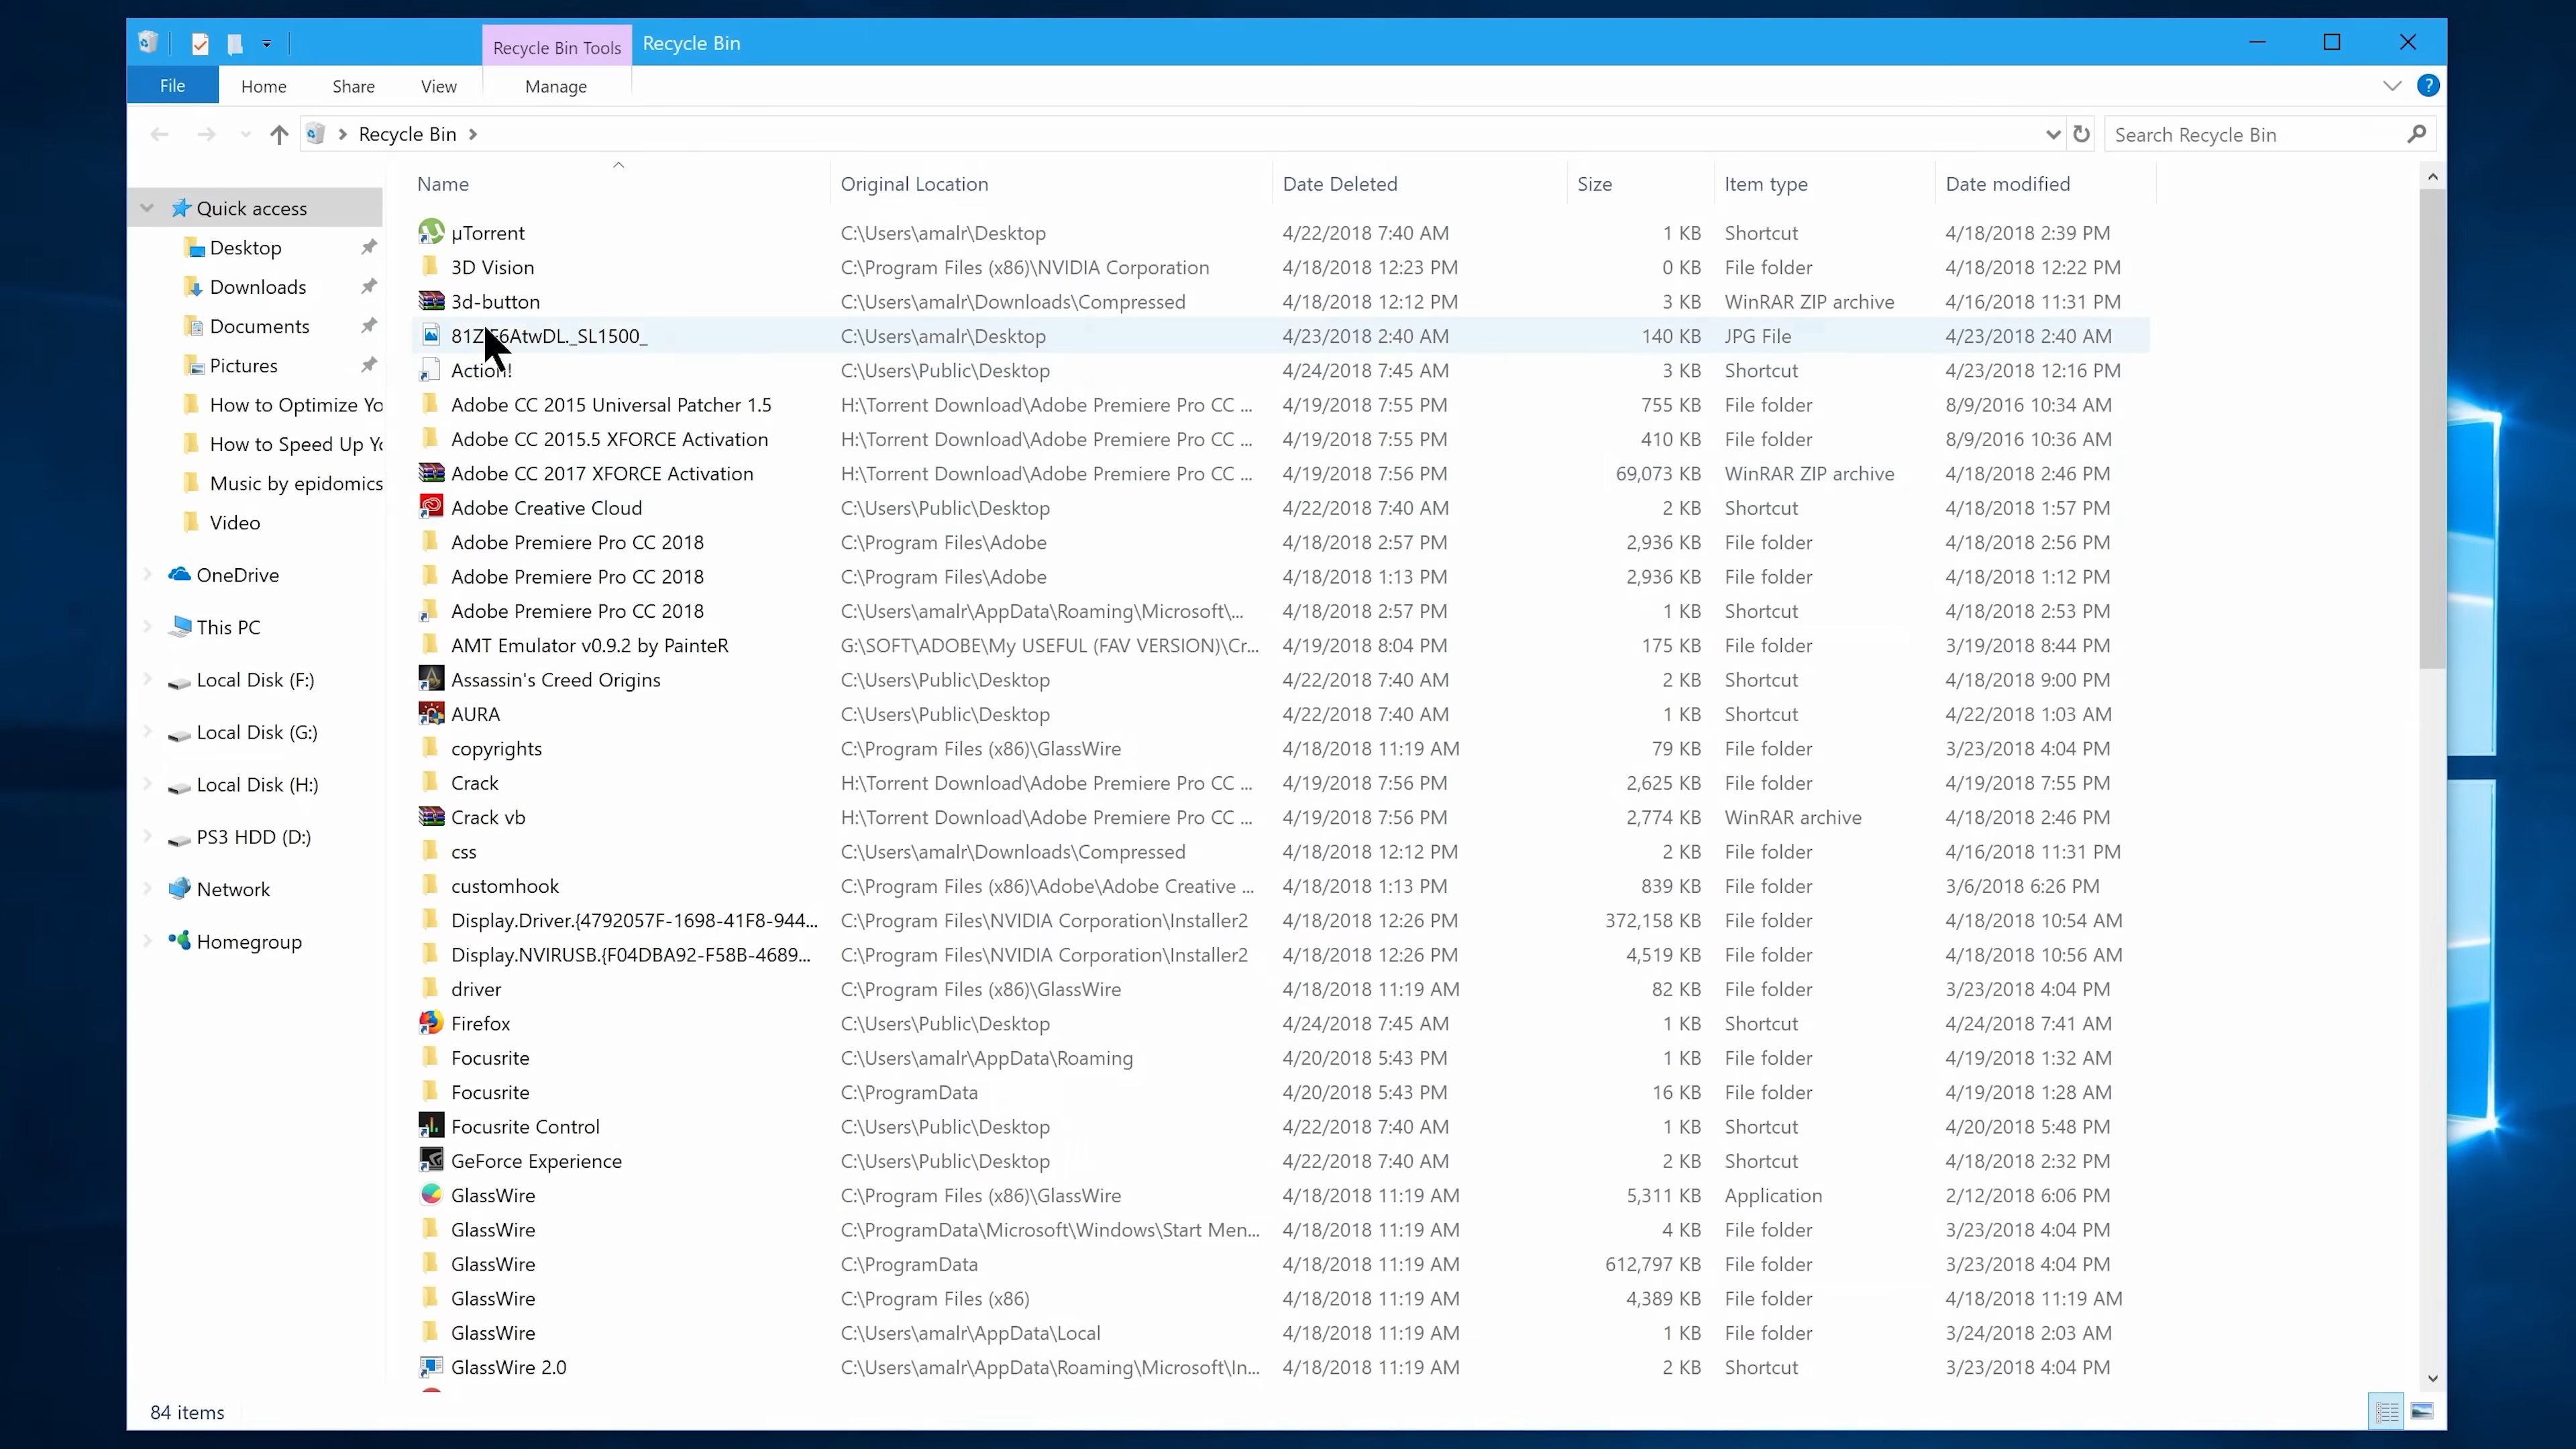 Recycle Bin Tools Recycle Bin
File Home Share View Manage
Recycle Bin Search Recycle Bin
Name Original Location Date Deleted Size Item type Date modified
Quick access
Desktop
Downloads
Documents
Pictures
How to Optimize Yo
How to Speed Up Yo
Music by epidomics
Video
OneDrive
This PC
Local Disk (F:)
Local Disk (G:)
Local Disk (H:)
PS3 HDD (D:)
Network
Homegroup
µTorrent C:\Users\amalr\Desktop 4/22/2018 7:40 AM 1 KB Shortcut 4/18/2018 2:39 PM
3D Vision C:\Program Files (x86)\NVIDIA Corporation 4/18/2018 12:23 PM 0 KB File folder 4/18/2018 12:22 PM
3d-button C:\Users\amalr\Downloads\Compressed 4/18/2018 12:12 PM 3 KB WinRAR ZIP archive 4/16/2018 11:31 PM
C:\Users\amalr\Desktop 4/23/2018 2:40 AM 140 KB JPG File 4/23/2018 2:40 AM
Action! C:\Users\Public\Desktop 4/24/2018 7:45 AM 3 KB Shortcut 4/23/2018 12:16 PM
Adobe CC 2015 Universal Patcher 1.5 H:\Torrent Download\Adobe Premiere Pro CC ... 4/19/2018 7:55 PM 755 KB File folder 8/9/2016 10:34 AM
Adobe CC 2015.5 XFORCE Activation H:\Torrent Download\Adobe Premiere Pro CC ... 4/19/2018 7:55 PM 410 KB File folder 8/9/2016 10:36 AM
Adobe CC 2017 XFORCE Activation H:\Torrent Download\Adobe Premiere Pro CC ... 4/19/2018 7:56 PM 69,073 KB WinRAR ZIP archive 4/18/2018 2:46 PM
Adobe Creative Cloud C:\Users\Public\Desktop 4/22/2018 7:40 AM 2 KB Shortcut 4/18/2018 1:57 PM
Adobe Premiere Pro CC 2018 C:\Program Files\Adobe 4/18/2018 2:57 PM 2,936 KB File folder 4/18/2018 2:56 PM
Adobe Premiere Pro CC 2018 C:\Program Files\Adobe 4/18/2018 1:13 PM 2,936 KB File folder 4/18/2018 1:12 PM
Adobe Premiere Pro CC 2018 C:\Users\amalr\AppData\Roaming\Microsoft\... 4/18/2018 2:57 PM 1 KB Shortcut 4/18/2018 2:53 PM
AMT Emulator v0.9.2 by PainteR G:\SOFT\ADOBE\My USEFUL (FAV VERSION)\Cr... 4/19/2018 8:04 PM 175 KB File folder 3/19/2018 8:44 PM
Assassin's Creed Origins C:\Users\Public\Desktop 4/22/2018 7:40 AM 2 KB Shortcut 4/18/2018 9:00 PM
AURA C:\Users\Public\Desktop 4/22/2018 7:40 AM 1 KB Shortcut 4/22/2018 1:03 AM
copyrights C:\Program Files (x86)\GlassWire 4/18/2018 11:19 AM 79 KB File folder 3/23/2018 4:04 PM
Crack H:\Torrent Download\Adobe Premiere Pro CC ... 4/19/2018 7:56 PM 2,625 KB File folder 4/19/2018 7:55 PM
Crack vb H:\Torrent Download\Adobe Premiere Pro CC ... 4/19/2018 7:56 PM 2,774 KB WinRAR archive 4/18/2018 2:46 PM
css C:\Users\amalr\Downloads\Compressed 4/18/2018 12:12 PM 2 KB File folder 4/16/2018 11:31 PM
customhook C:\Program Files (x86)\Adobe\Adobe Creative ... 4/18/2018 1:13 PM 839 KB File folder 3/6/2018 6:26 PM
Display.Driver.{4792057F-1698-41F8-944... C:\Program Files\NVIDIA Corporation\Installer2 4/18/2018 12:26 PM 372,158 KB File folder 4/18/2018 10:54 AM
Display.NVIRUSB.{F04DBA92-F58B-4689... C:\Program Files\NVIDIA Corporation\Installer2 4/18/2018 12:26 PM 4,519 KB File folder 4/18/2018 10:56 AM
driver C:\Program Files (x86)\GlassWire 4/18/2018 11:19 AM 82 KB File folder 3/23/2018 4:04 PM
Firefox C:\Users\Public\Desktop 4/24/2018 7:45 AM 1 KB Shortcut 4/24/2018 7:41 AM
Focusrite C:\Users\amalr\AppData\Roaming 4/20/2018 5:43 PM 1 KB File folder 4/19/2018 1:32 AM
Focusrite C:\ProgramData 4/20/2018 5:43 PM 16 KB File folder 4/19/2018 1:28 AM
Focusrite Control C:\Users\Public\Desktop 4/22/2018 7:40 AM 1 KB Shortcut 4/20/2018 5:48 PM
GeForce Experience C:\Users\Public\Desktop 4/22/2018 7:40 AM 2 KB Shortcut 4/18/2018 2:32 PM
GlassWire C:\Program Files (x86)\GlassWire 4/18/2018 11:19 AM 5,311 KB Application 2/12/2018 6:06 PM
GlassWire C:\ProgramData\Microsoft\Windows\Start Men... 4/18/2018 11:19 AM 4 KB File folder 3/23/2018 4:04 PM
GlassWire C:\ProgramData 4/18/2018 11:19 AM 612,797 KB File folder 3/23/2018 4:04 PM
GlassWire C:\Program Files (x86) 4/18/2018 11:19 AM 4,389 KB File folder 4/18/2018 11:19 AM
GlassWire C:\Users\amalr\AppData\Local 4/18/2018 11:19 AM 1 KB File folder 3/24/2018 2:03 AM
GlassWire 2.0 C:\Users\amalr\AppData\Roaming\Microsoft\In... 4/18/2018 11:19 AM 2 KB Shortcut 3/23/2018 4:04 PM
84 items